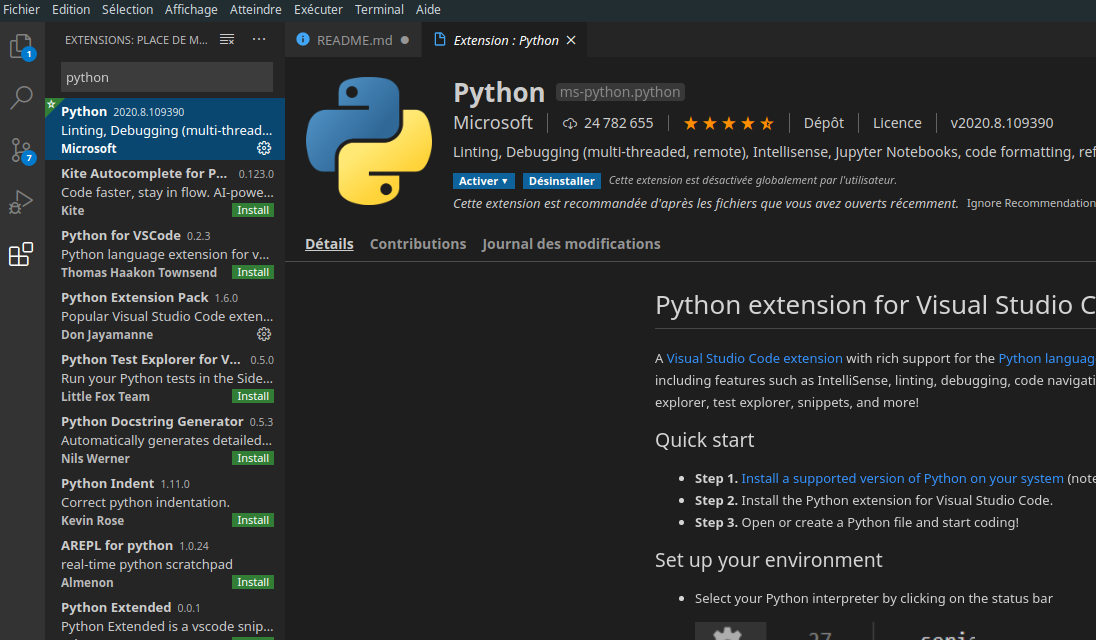 Fichier Edition Sélection Affichage Atteindre Exécuter Terminal Aide
EXTENSIONS: PLACE DE M...
README.md
Extension : Python
1
7
python
Python 2020.8.109390
Linting, Debugging (multi-thread...
Microsoft
Kite Autocomplete for P... 0.123.0
Code faster, stay in flow. AI-powe...
Kite Install
Python for VSCode 0.2.3
Python language extension for v...
Thomas Haakon Townsend Install
Python Extension Pack 1.6.0
Popular Visual Studio Code exten...
Don Jayamanne
Python Test Explorer for V... 0.5.0
Run your Python tests in the Side...
Little Fox Team Install
Python Docstring Generator 0.5.3
Automatically generates detailed...
Nils Werner Install
Python Indent 1.11.0
Correct python indentation.
Kevin Rose Install
AREPL for python 1.0.24
real-time python scratchpad
Almenon Install
Python Extended 0.0.1
Python Extended is a vscode snip...
Python ms-python.python
Microsoft 24 782 655 Dépôt Licence v2020.8.109390
Linting, Debugging (multi-threaded, remote), Intellisense, Jupyter Notebooks, code formatting, ref
Activer Désinstaller Cette extension est désactivée globalement par l'utilisateur.
Cette extension est recommandée d'après les fichiers que vous avez ouverts récemment. Ignore Recommendation
Détails Contributions Journal des modifications
Python extension for Visual Studio C
A Visual Studio Code extension with rich support for the Python languag
including features such as IntelliSense, linting, debugging, code navigati
explorer, test explorer, snippets, and more!
Quick start
Step 1. Install a supported version of Python on your system (note
Step 2. Install the Python extension for Visual Studio Code.
Step 3. Open or create a Python file and start coding!
Set up your environment
Select your Python interpreter by clicking on the status bar